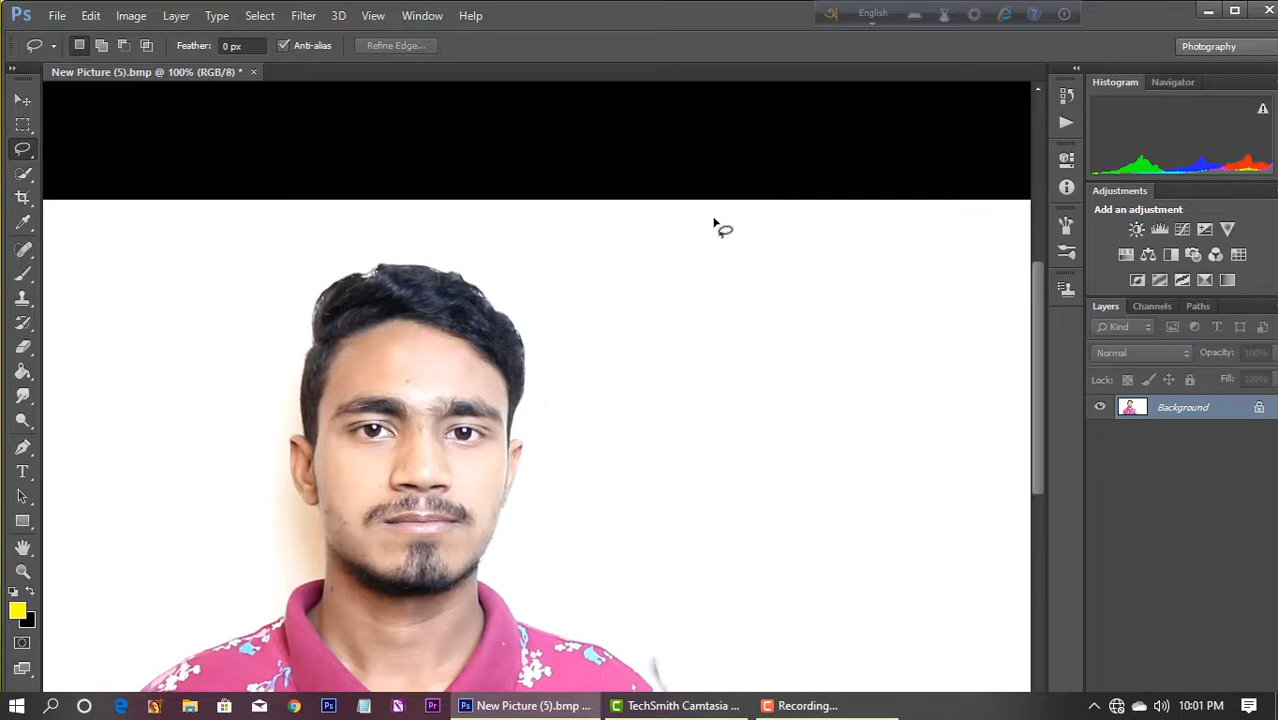 Ps File Edit Image Layer Type Select Filter 3D View Window Help
English
Feather: 0 px Anti-alias Refine Edge... Photography
New Picture (5).bmp @ 100% (RGB/8) *
Histogram Navigator
Adjustments
Add an adjustment
Layers Channels Paths
Kind
Normal Opacity: 100%
Lock: Fill: 100%
Background
New Picture (5).bmp ... TechSmith Camtasia ... Recording... 10:01 PM